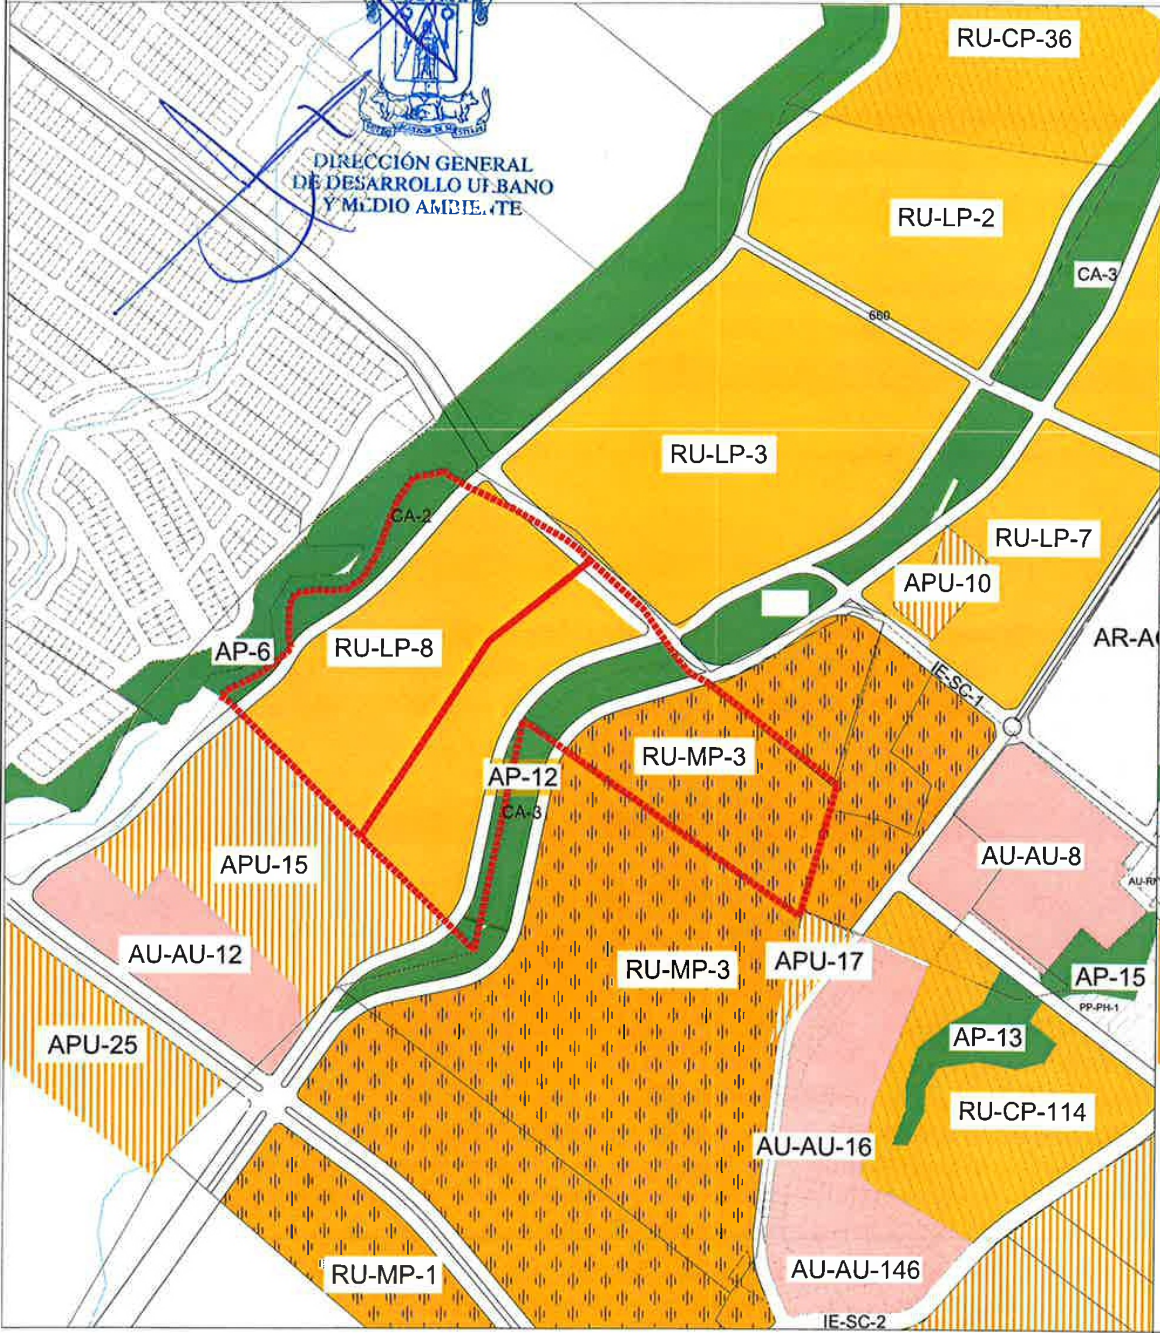 RU-CP-36
DIRECCIÓN GENERAL
DE DESARROLLO URBANO
Y MEDIO AMBIENTE
RU-LP-2
CA-3
660
RU-LP-3
CA-2
RU-LP-7
APU-10
AP-6
RU-LP-8
AR-A
IE-SC-1
RU-MP-3
AP-12
CA-3
AU-AU-8
APU-15
AU-R
AU-AU-12
RU-MP-3
APU-17
AP-15
PP-PH-1
APU-25
AP-13
RU-CP-114
AU-AU-16
RU-MP-1
AU-AU-146
IE-SC-2